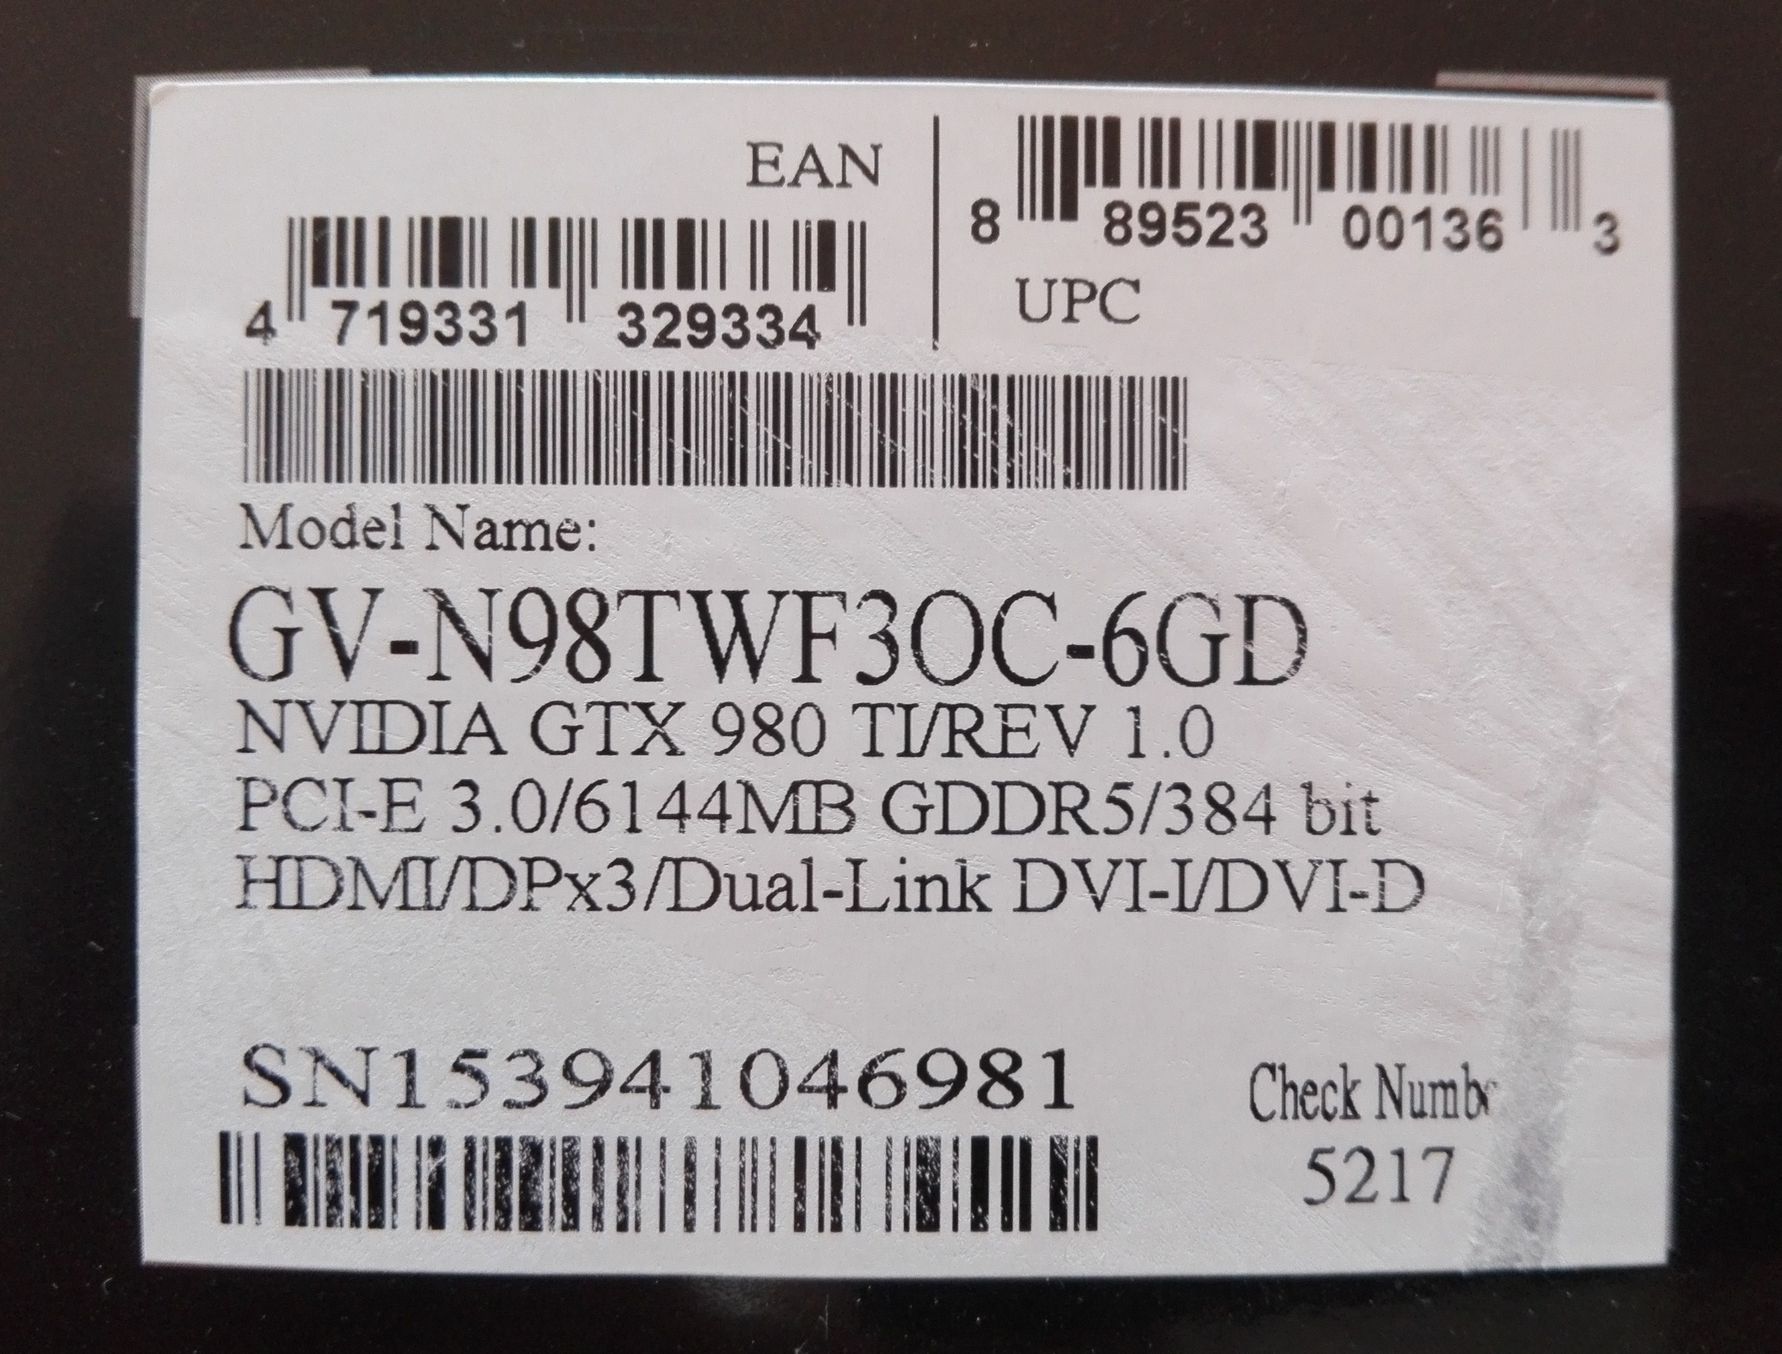 EAN
4 719331 329334
8 89523 00136 3
UPC
Model Name:
GV-N98TWF3OC-6GD
NVIDIA GTX 980 TI/REV 1.0
PCI-E 3.0/6144MB GDDR5/384 bit
HDMI/DPx3/Dual-Link DVI-I/DVI-D
SN153941046981
Check Numbe
5217